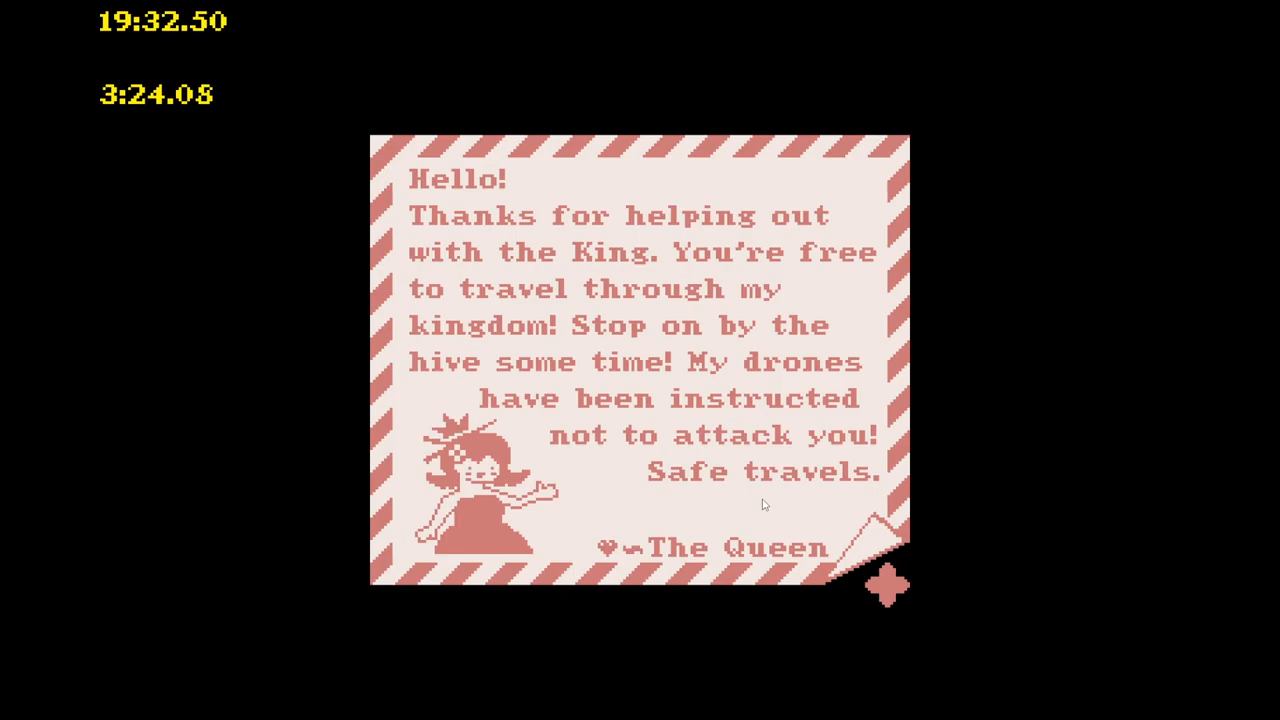 19:32.50
3:24.08
Hello!
Thanks for helping out
with the King. You're free
to travel through my
kingdom! Stop on by the
hive some time! My drones
have been instructed
not to attack you!
Safe travels.
♥~The Queen